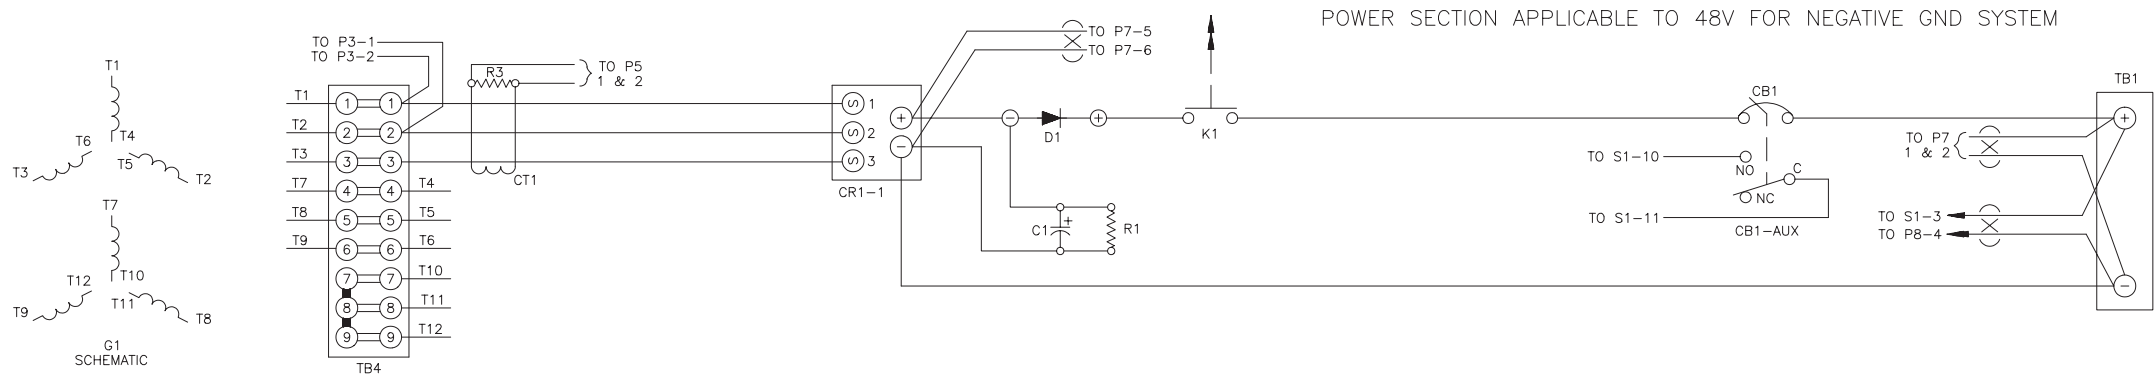 POWER SECTION APPLICABLE TO 48V FOR NEGATIVE GND SYSTEM
TO P3-1
TO P3-2
T1
T6
T4
T5
T3
T2
T7
T12
T10
T11
T9
T8
G1
SCHEMATIC
T1 1 1
T2 2 2
T3 3 3
T7 4 4 T4
T8 5 5 T5
T9 6 6 T6
7 7 T10
8 8 T11
9 9 T12
TB4
R3
TO P5
1 & 2
CT1
S 1 +
S 2
S 3 −
CR1-1
TO P7-5
TO P7-6
− D1 +
K1
C1 + R1
CB1
TO S1-10
NO
C
NC
TO S1-11
CB1-AUX
TB1
+
TO P7
1 & 2
TO S1-3
TO P8-4
−